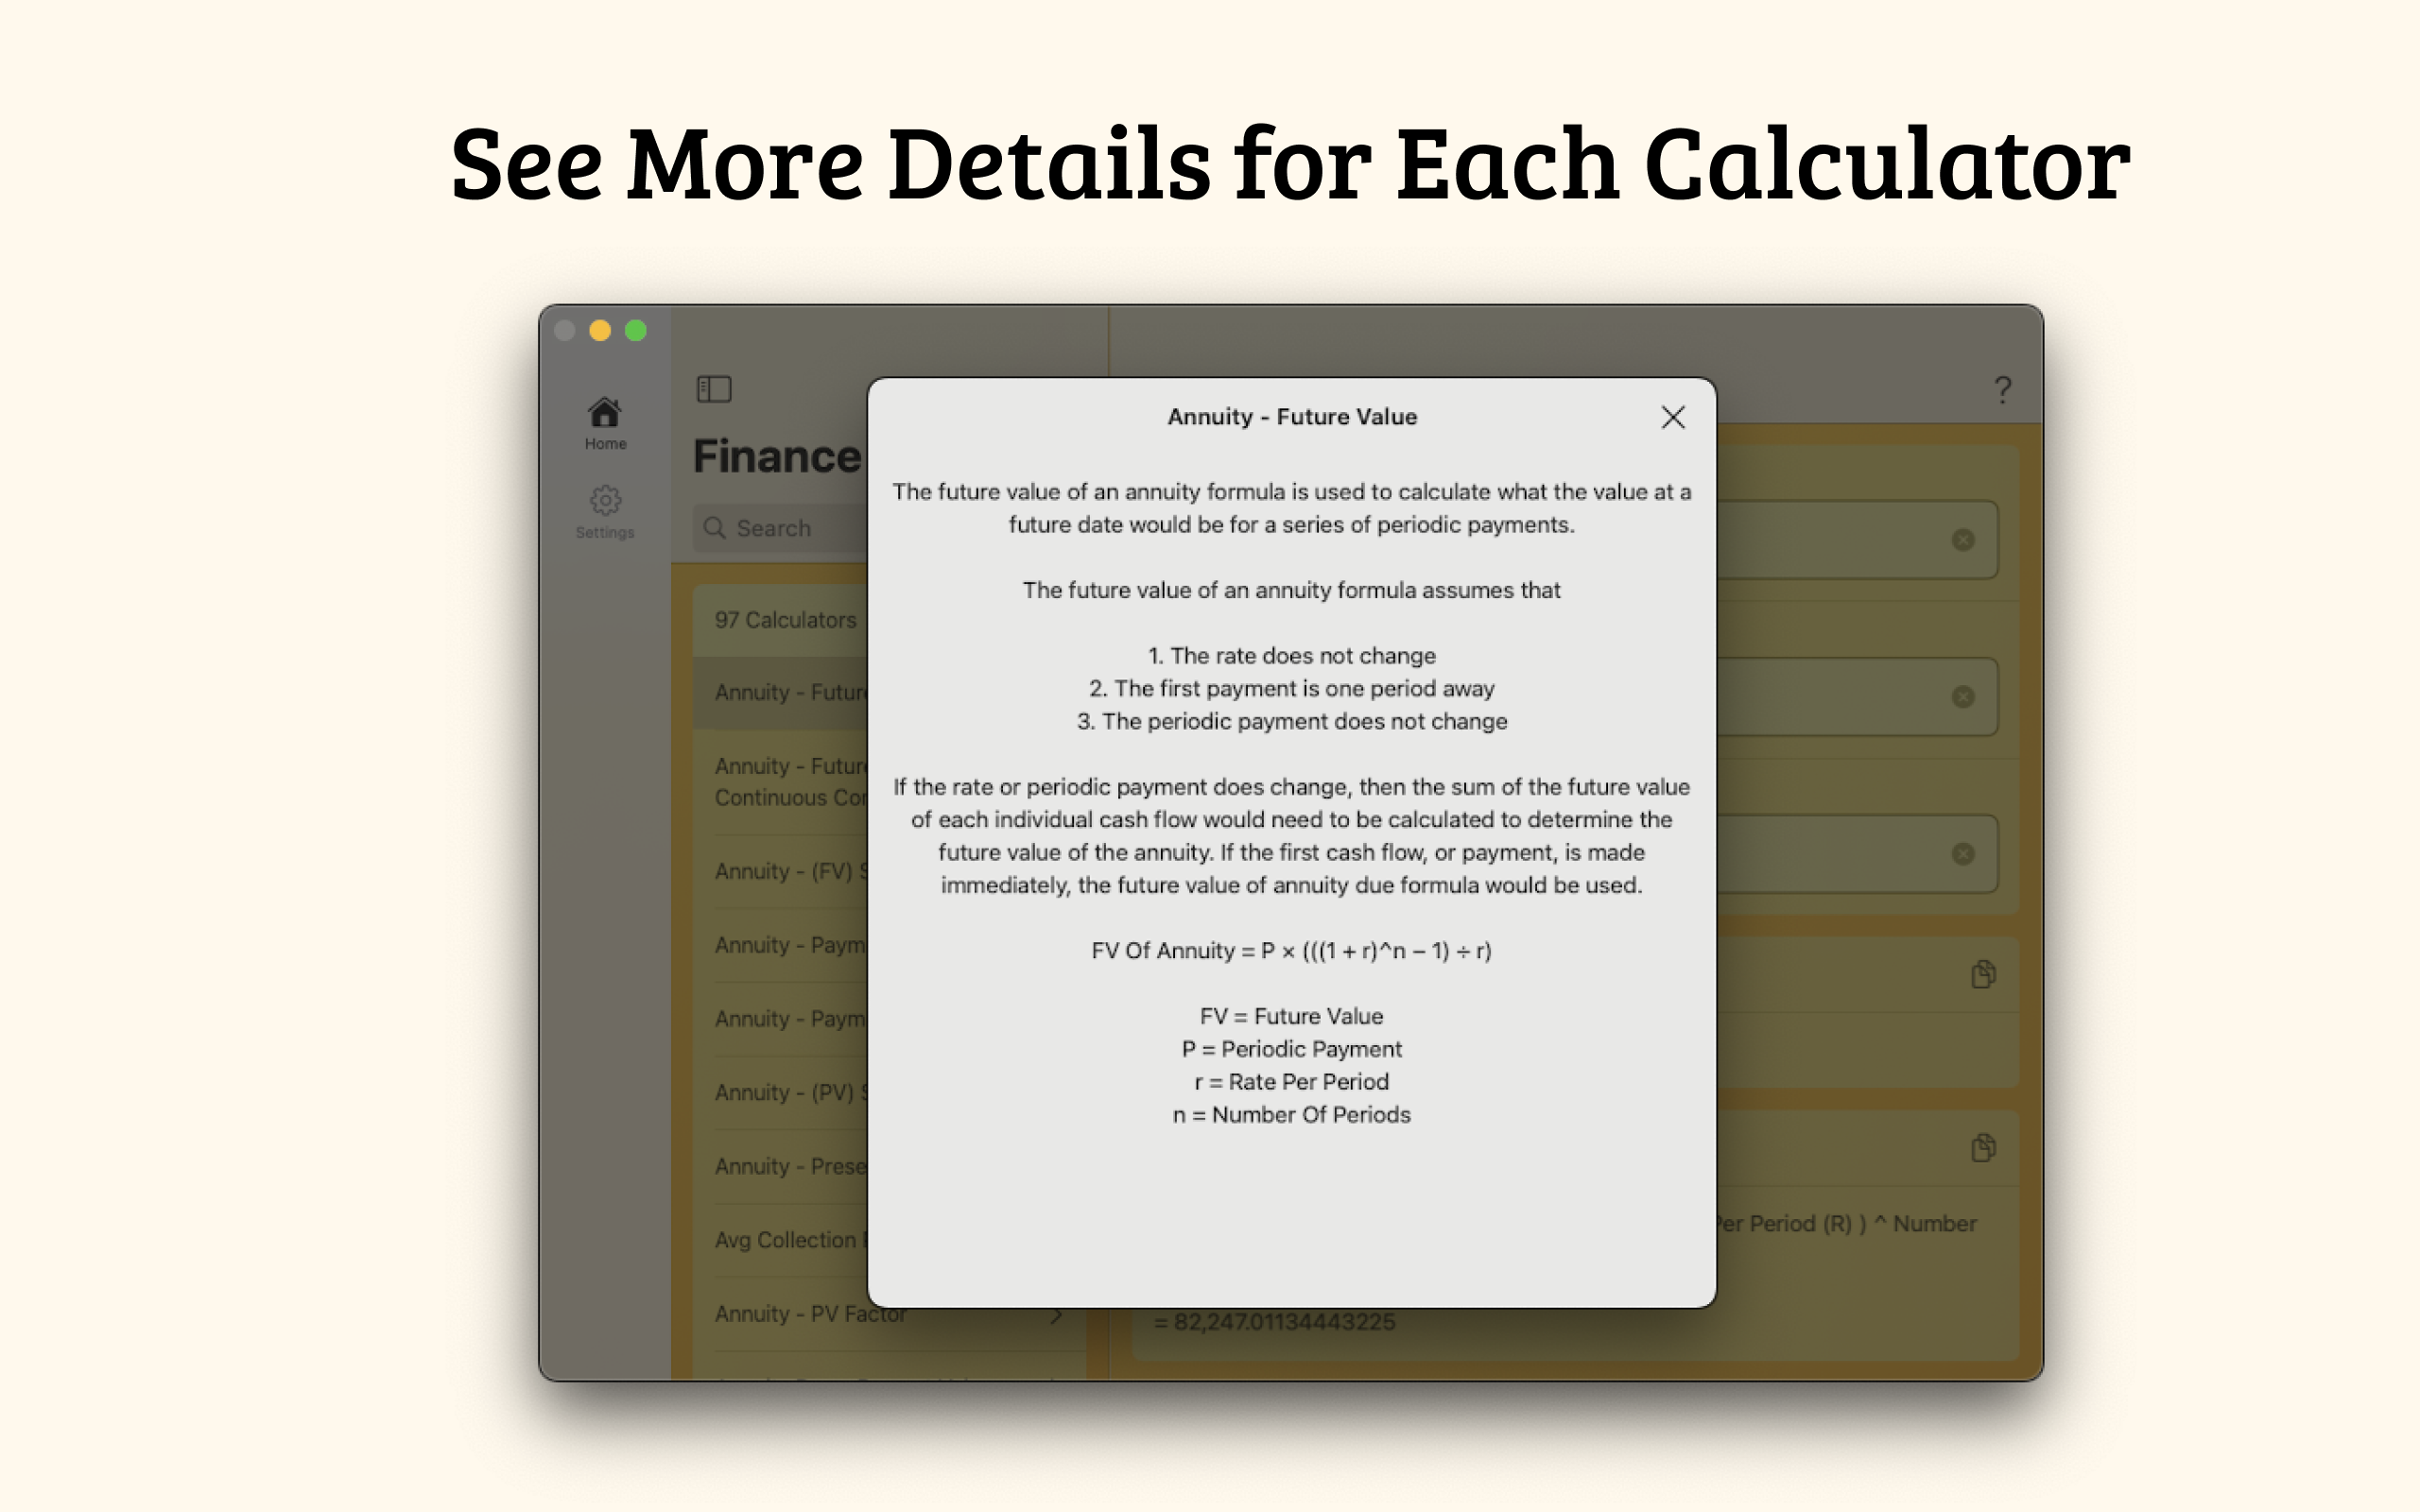 See More Details for Each Calculator
?
Home
Settings
Finance
Search
97 Calculators
Annuity - Future
Annuity - Future
Continuous
Annuity - (FV)
Annuity -
Annuity -
Annuity - (PV)
Annuity -
Avg Collection
Annuity - PV Factor
Annuity - Future Value
The future value of an annuity formula is used to calculate what the value at a
future date would be for a series of periodic payments.
The future value of an annuity formula assumes that
1. The rate does not change
2. The first payment is one period away
3. The periodic payment does not change
If the rate or periodic payment does change, then the sum of the future value
of each individual cash flow would need to be calculated to determine the
future value of the annuity. If the first cash flow, or payment, is made
immediately, the future value of annuity due formula would be used.
FV Of Annuity = P × (((1 + r)^n − 1) ÷ r)
FV = Future Value
P = Periodic Payment
r = Rate Per Period
n = Number Of Periods
Per Period (R) ) ^ Number
= 82,247.01134443225